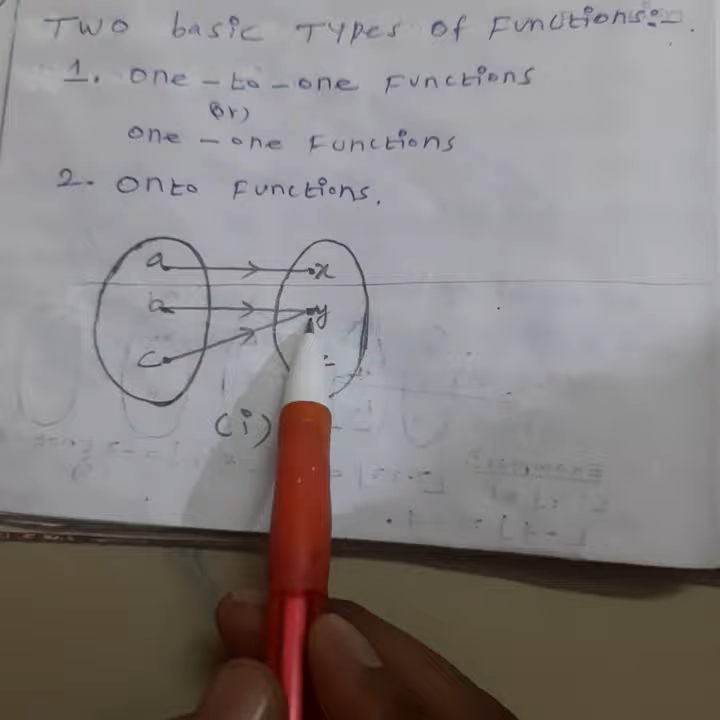 TWO basic Types of Functions:-.
1. one-to-one Functions
(or)
one-one Functions
2. Onto Functions.
a x
b y
c
(i)